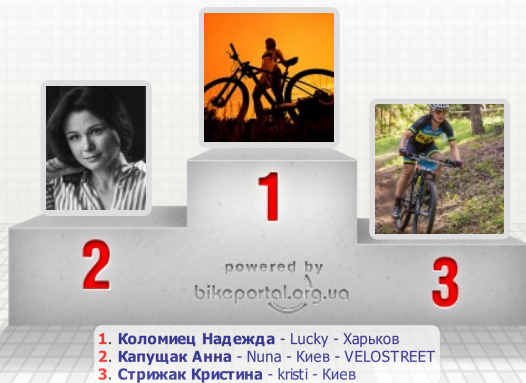 1
2
3
powered by
bikeportal.org.ua
1. Коломиец Надежда - Lucky - Харьков
2. Капущак Анна - Nuna - Киев - VELOSTREET
3. Стрижак Кристина - kristi - Киев